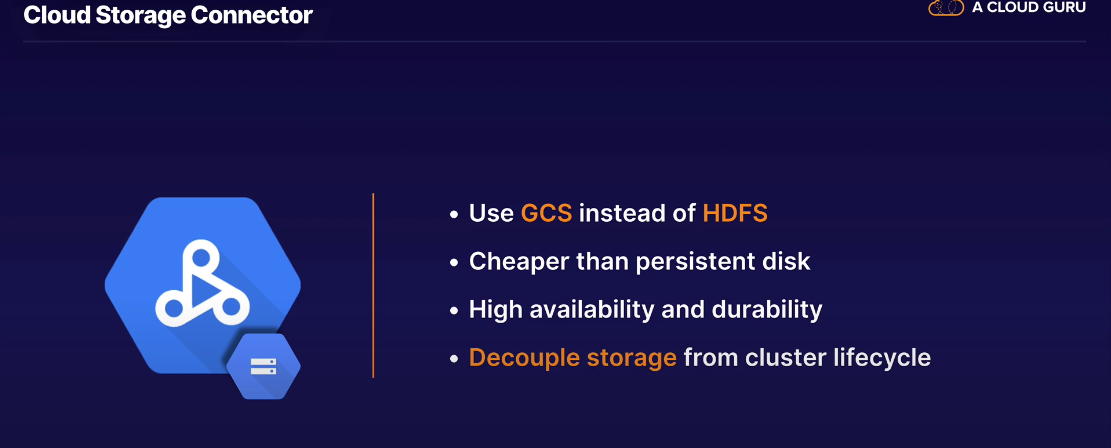 Cloud Storage Connector
A CLOUD GURU
• Use GCS instead of HDFS
• Cheaper than persistent disk
• High availability and durability
• Decouple storage from cluster lifecycle